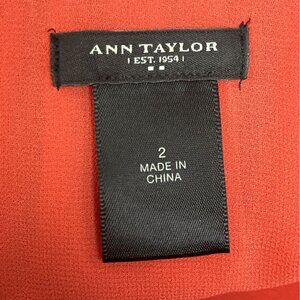 ANN TAYLOR
EST. 1954
2
MADE IN
CHINA